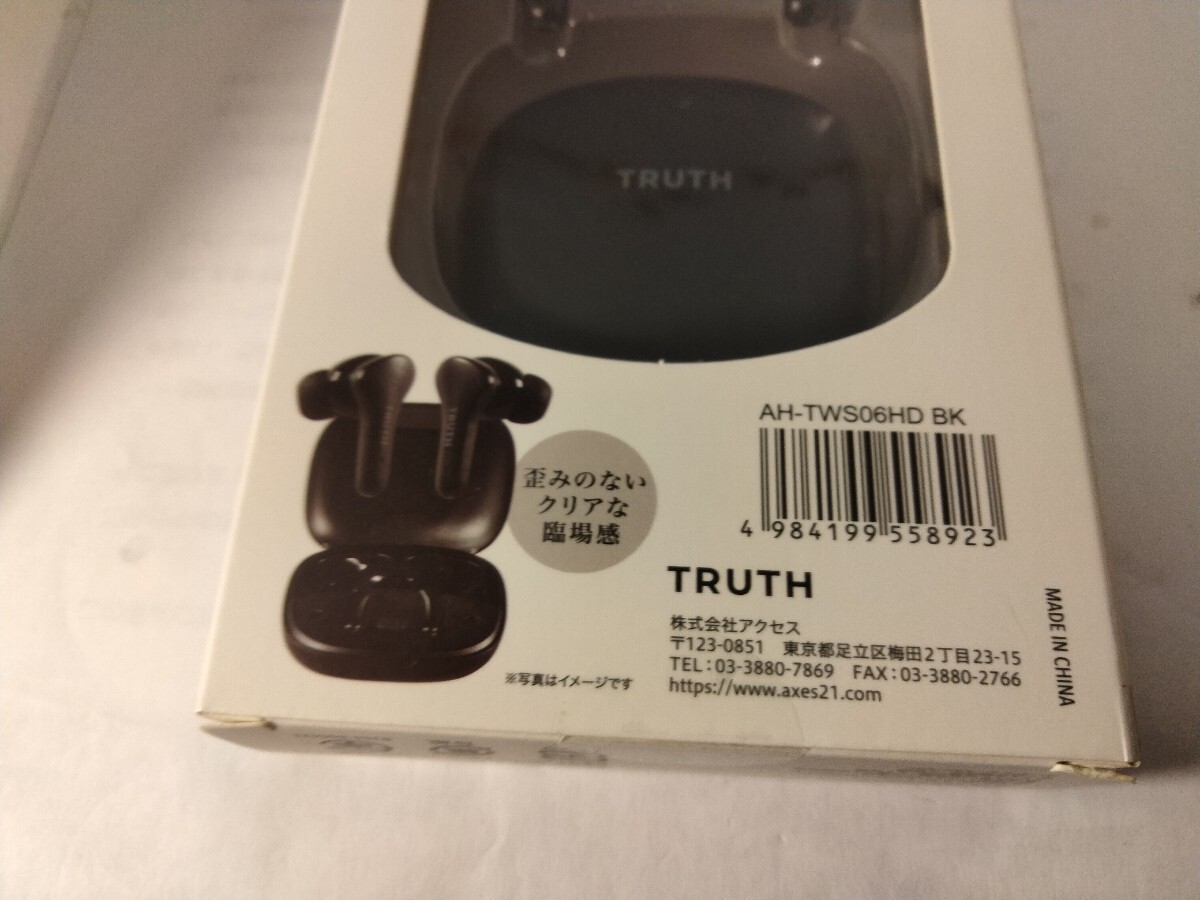 TRUTH
TRUTH
歪みのない
クリアな
臨場感
※写真はイメージです
AH-TWS06HD BK
4 984199 558923
TRUTH
株式会社アクセス
〒123-0851 東京都足立区梅田2丁目23-15
TEL:03-3880-7869 FAX:03-3880-2766
https://www.axes21.com
MADE IN CHINA